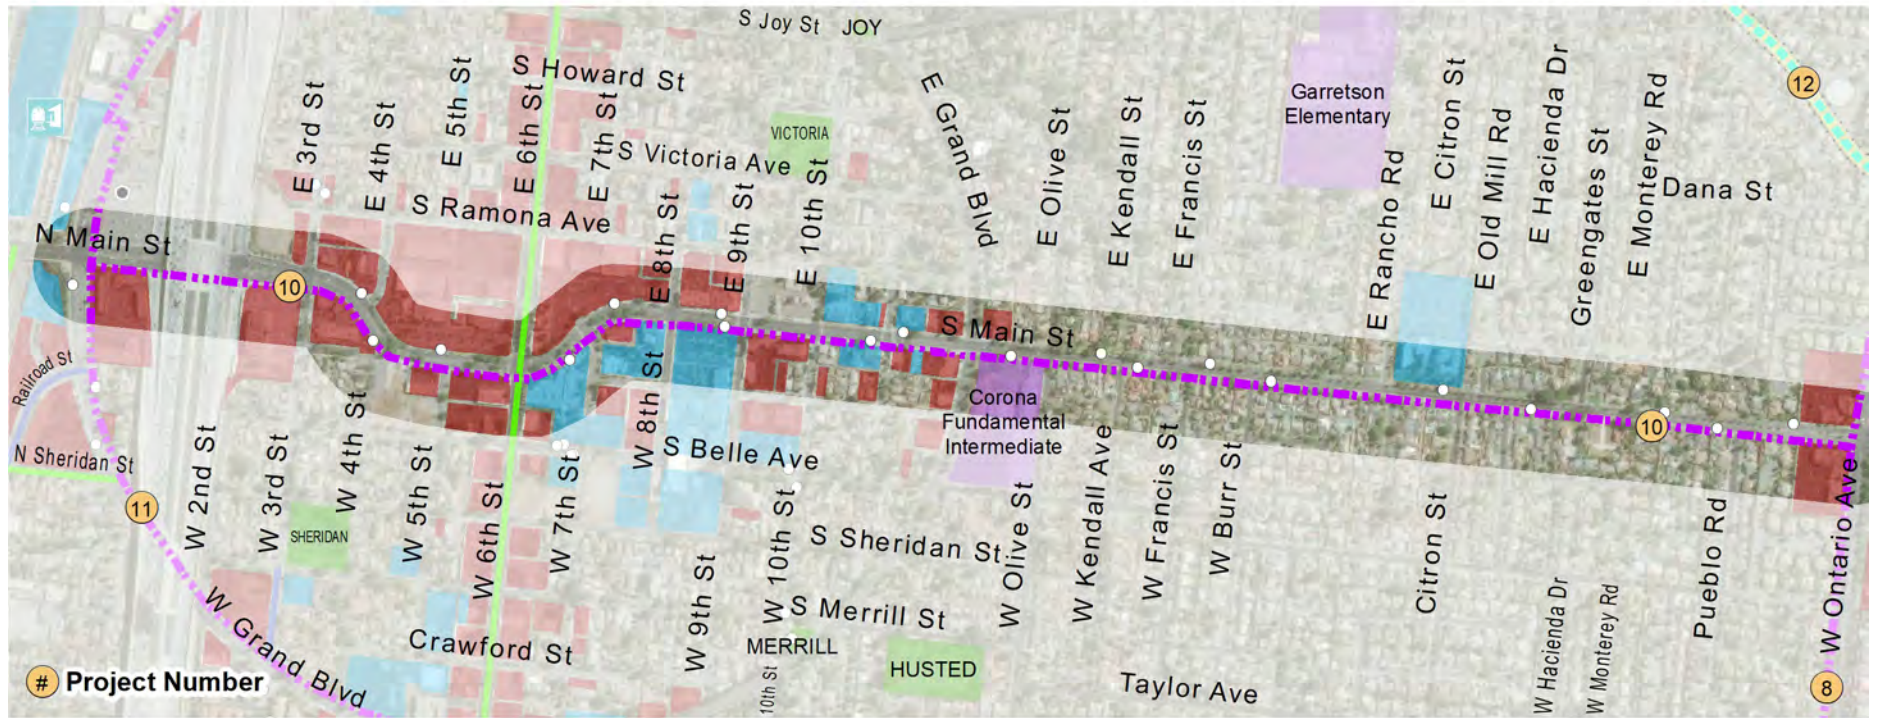 S Joy St
JOY
S Howard St
E 3rd St
E 4th St
E 5th St
E 6th St
E 7th St
S Victoria Ave
VICTORIA
S Ramona Ave
E 8th St
E 9th St
E 10th St
E Grand Blvd
E Olive St
E Kendall St
E Francis St
Garretson
Elementary
E Rancho Rd
E Citron St
E Old Mill Rd
E Hacienda Dr
Greengates St
E Monterey Rd
Dana St
12
N Main St
10
S Main St
10
Railroad St
N Sheridan St
11
W 2nd St
W 3rd St
SHERIDAN
W 4th St
W 5th St
W 6th St
W 7th St
W 8th St
S Belle Ave
W 9th St
W 10th St
S Sheridan St
Corona
Fundamental
Intermediate
W Olive St
W Kendall Ave
W Francis St
W Burr St
Citron St
W Hacienda Dr
W Monterey Rd
Pueblo Rd
W Ontario Ave
8
W Grand Blvd
Crawford St
S Merrill St
MERRILL
10th St
HUSTED
Taylor Ave
# Project Number